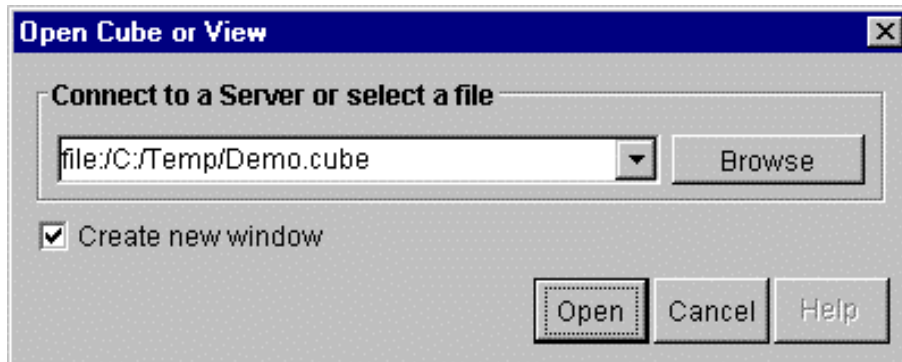 Open Cube or View
Connect to a Server or select a file
file:/C:/Temp/Demo.cube
Browse
Create new window
Open Cancel Help